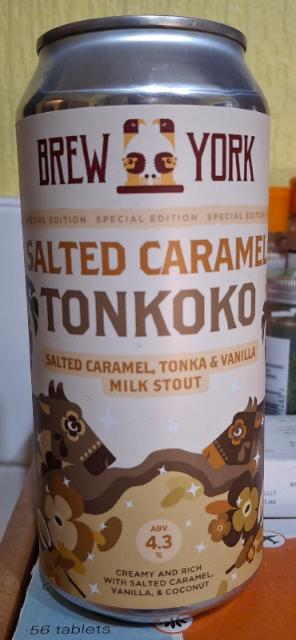 BREW YORK
SPECIAL EDITION SPECIAL EDITION SPECIAL EDITION
SALTED CARAMEL
TONKOKO
SALTED CARAMEL, TONKA & VANILLA
MILK STOUT
ABV
4.3
%
CREAMY AND RICH
WITH SALTED CARAMEL,
VANILLA, & COCONUT
56 tablets